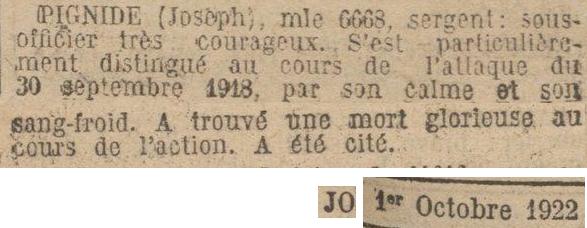 PIGNIDE (Joseph), mle 6668, sergent: sous-
officier très courageux. S'est particulière-
ment distingué au cours de l'attaque du
30 septembre 1918, par son calme et son
sang-froid. A trouvé une mort glorieuse au
cours de l'action. A été cité.
JO 1er Octobre 1922